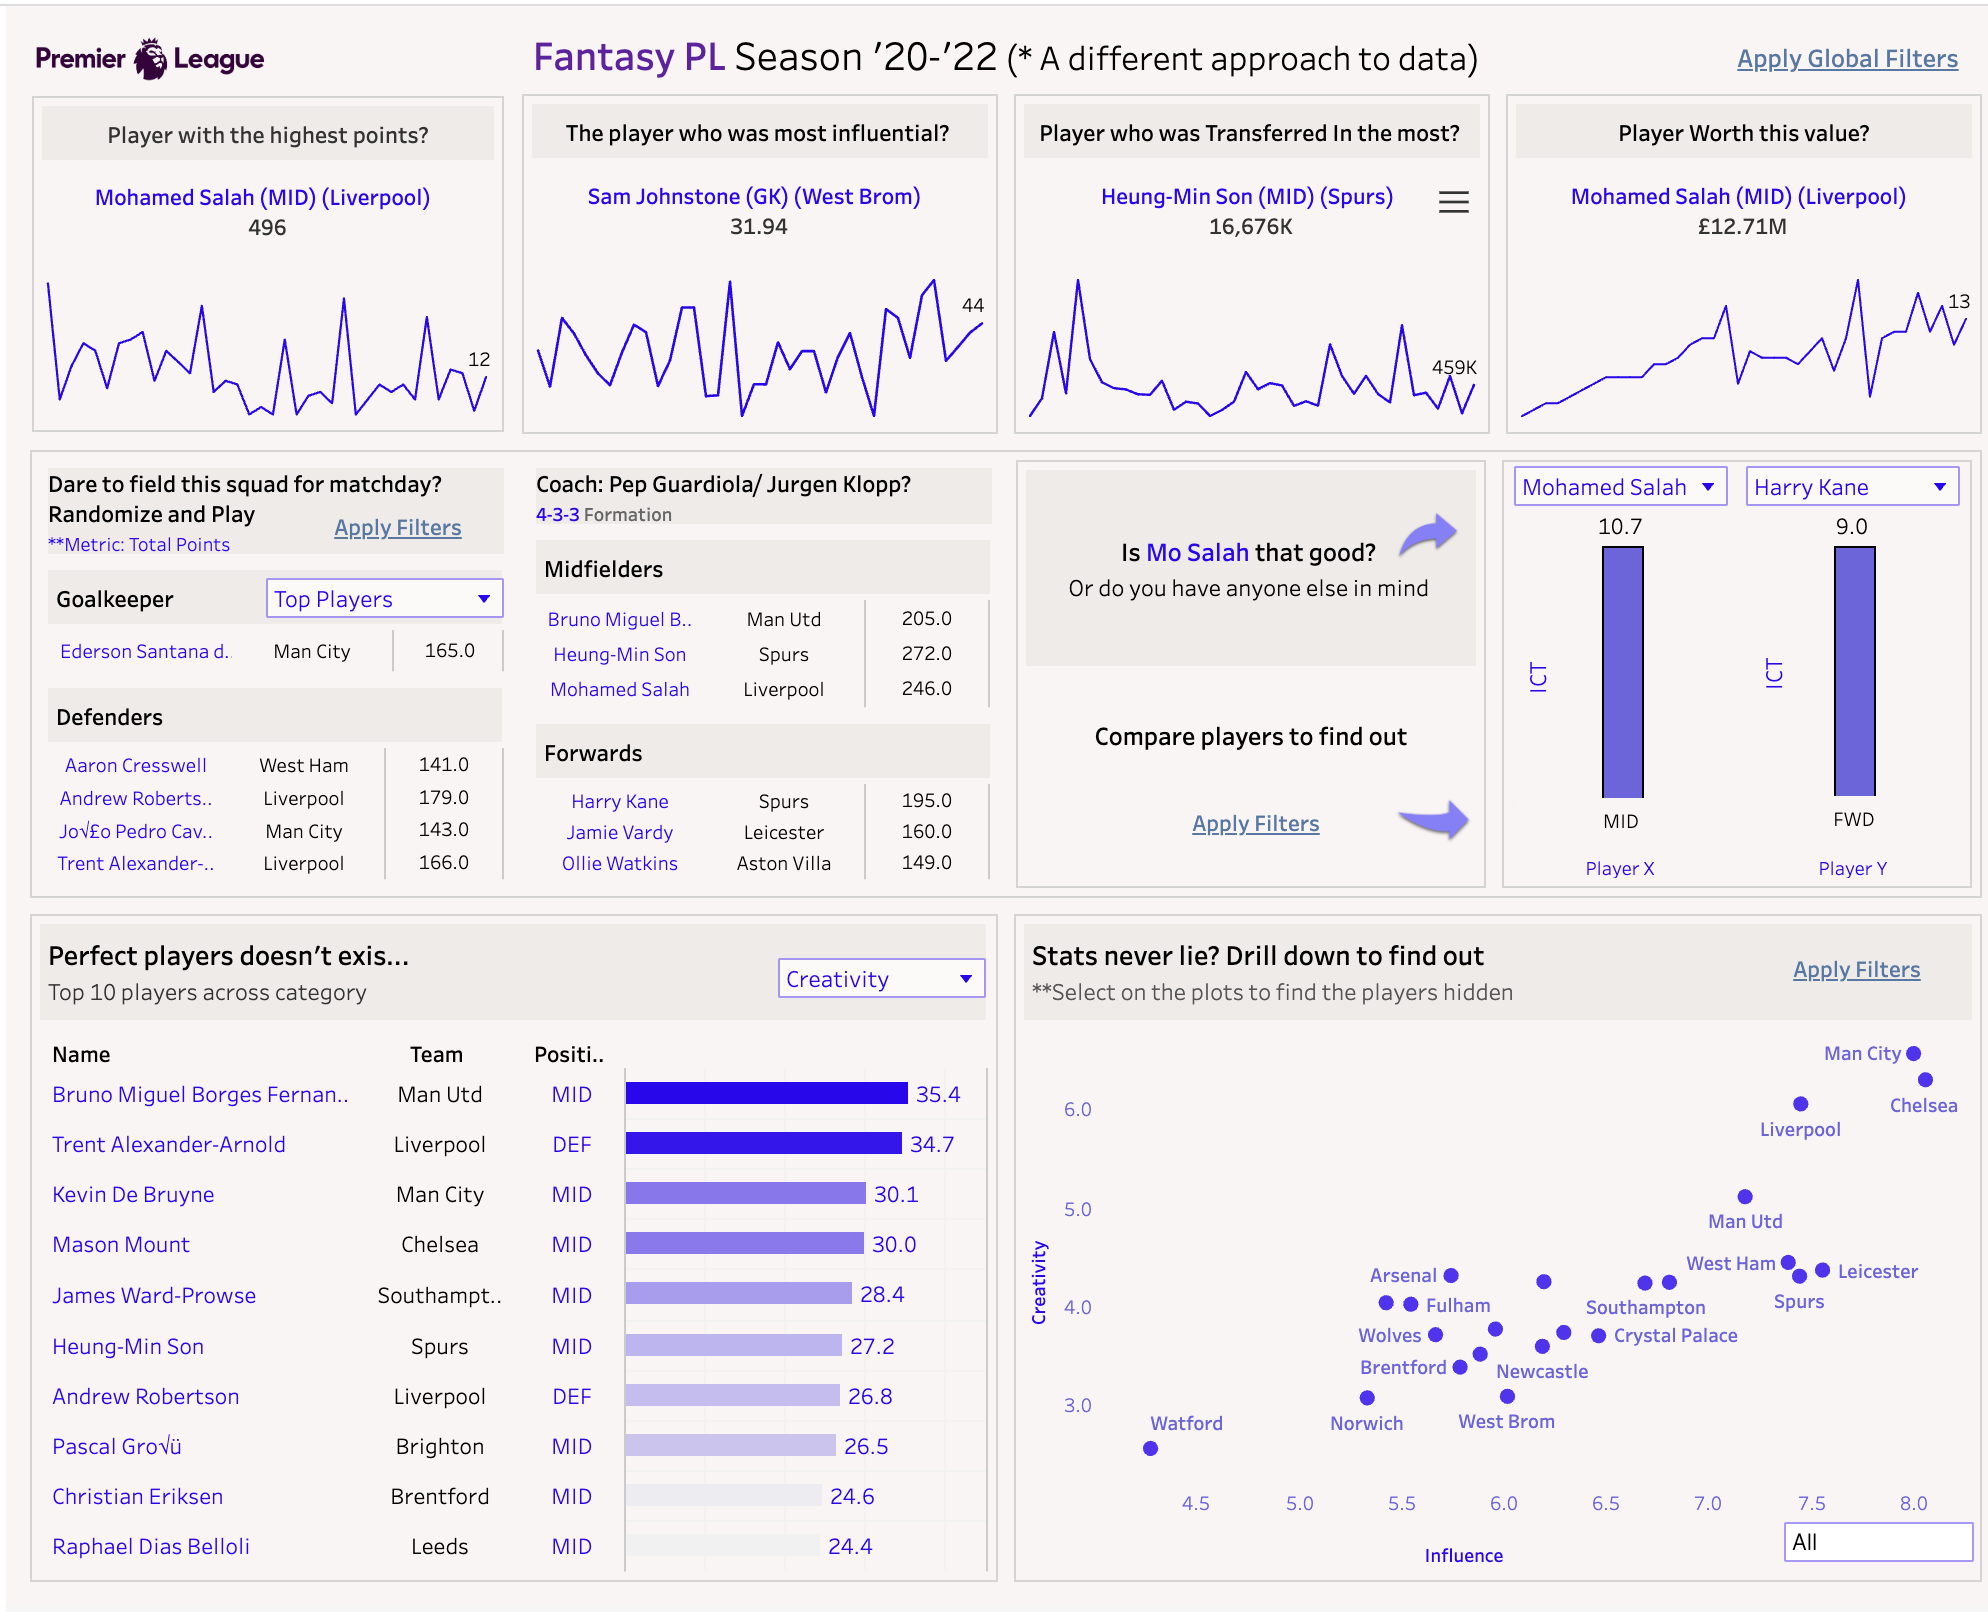 Premier League
Fantasy PL Season ’20-’22 (* A different approach to data)
Apply Global Filters
Player with the highest points?
Mohamed Salah (MID) (Liverpool)
496
12
The player who was most influential?
Sam Johnstone (GK) (West Brom)
31.94
44
Player who was Transferred In the most?
Heung-Min Son (MID) (Spurs)
16,676K
459K
Player Worth this value?
Mohamed Salah (MID) (Liverpool)
£12.71M
13
Dare to field this squad for matchday?
Randomize and Play
Apply Filters
**Metric: Total Points
Goalkeeper
Top Players
Ederson Santana d.. Man City 165.0
Defenders
Aaron Cresswell West Ham 141.0
Andrew Roberts.. Liverpool 179.0
Jo√£o Pedro Cav.. Man City 143.0
Trent Alexander-.. Liverpool 166.0
Coach: Pep Guardiola/ Jurgen Klopp?
4-3-3 Formation
Midfielders
Bruno Miguel B.. Man Utd 205.0
Heung-Min Son Spurs 272.0
Mohamed Salah Liverpool 246.0
Forwards
Harry Kane Spurs 195.0
Jamie Vardy Leicester 160.0
Ollie Watkins Aston Villa 149.0
Is Mo Salah that good?
Or do you have anyone else in mind
Compare players to find out
Apply Filters
Mohamed Salah
10.7
ICT
MID
Player X
Harry Kane
9.0
ICT
FWD
Player Y
Perfect players doesn’t exis...
Top 10 players across category
Creativity
Name Team Positi..
Bruno Miguel Borges Fernan.. Man Utd MID 35.4
Trent Alexander-Arnold Liverpool DEF 34.7
Kevin De Bruyne Man City MID 30.1
Mason Mount Chelsea MID 30.0
James Ward-Prowse Southampt.. MID 28.4
Heung-Min Son Spurs MID 27.2
Andrew Robertson Liverpool DEF 26.8
Pascal Gro√ü Brighton MID 26.5
Christian Eriksen Brentford MID 24.6
Raphael Dias Belloli Leeds MID 24.4
Stats never lie? Drill down to find out
**Select on the plots to find the players hidden
Apply Filters
Man City
Chelsea
Liverpool
Man Utd
West Ham
Leicester
Spurs
Arsenal
Fulham
Southampton
Wolves
Crystal Palace
Brentford
Newcastle
Norwich
West Brom
Watford
Creativity
6.0
5.0
4.0
3.0
4.5 5.0 5.5 6.0 6.5 7.0 7.5 8.0
Influence
All